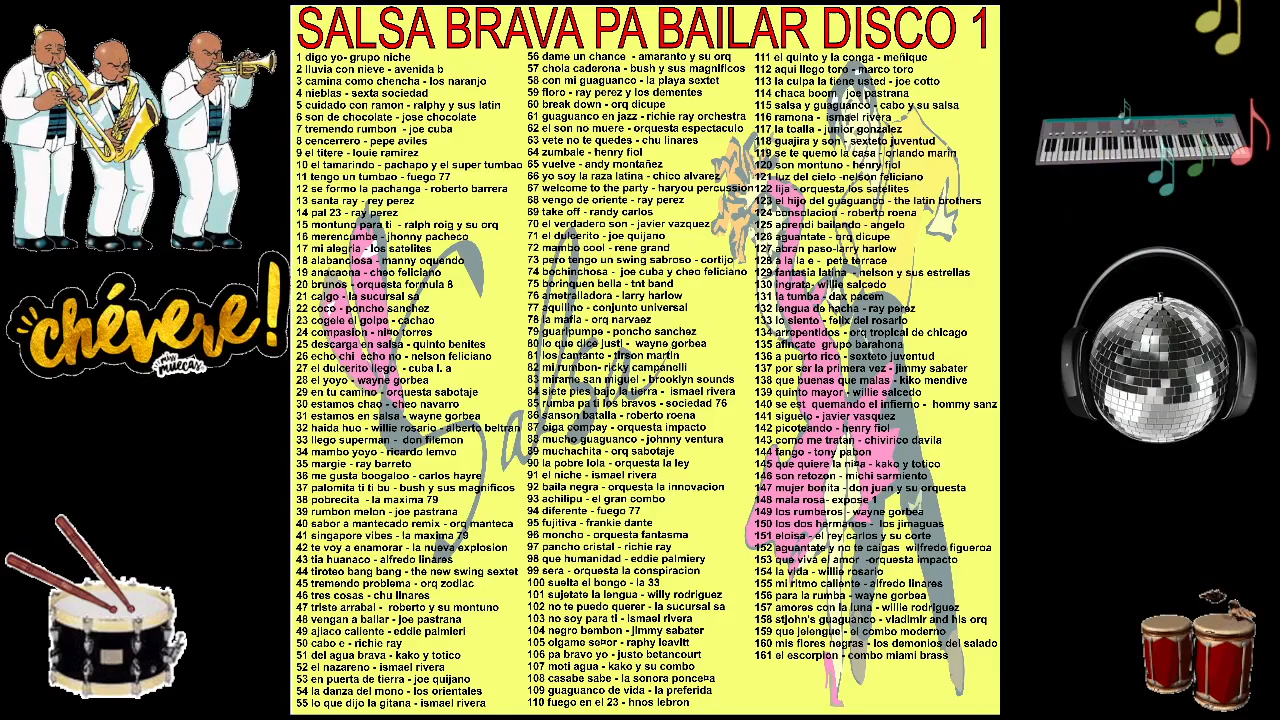 SALSA BRAVA PA BAILAR DISCO 1
1 digo yo- grupo niche
2 lluvia con nieve - avenida b
3 camina como chencha - los naranjo
4 nieblas - sexta sociedad
5 cuidado con ramon - ralphy y sus latin
6 son de chocolate - jose chocolate
7 tremendo rumbon - joe cuba
8 cencerrero - pepe aviles
9 el titere - louie ramirez
10 el tamarindo - pachapo y el super tumbao
11 tengo un tumbao - fuego 77
12 se formo la pachanga - roberto barrera
13 santa ray - rey perez
14 pal 23 - ray perez
15 montuno para ti - ralph roig y su orq
16 merencumbe - jhonny pacheco
17 mi alegria - los satelites
18 alabanciosa - manny oquendo
19 anacaona - cheo feliciano
20 brunos - orquesta formula 8
21 calgo - la sucursal sa
22 coco - poncho sanchez
23 cogele el golpe - cachao
24 compasion - ni¤o torres
25 descarga en salsa - quinto benites
26 echo chi echo cho - nelson feliciano
27 el dulcerito llego - cuba l. a
28 el yoyo - wayne gorbea
29 en tu camino - orquesta sabotaje
30 estamos chao - cheo navarro
31 estamos en salsa - wayne gorbea
32 haida huo - willie rosario - alberto beltran
33 llego superman - don filemon
34 mambo yoyo - ricardo lemvo
35 margie - ray barreto
36 me gusta boogaloo - carlos hayre
37 palomita ti ti bu - bush y sus magnificos
38 pobrecita - la maxima 79
39 rumbon melon - joe pastrana
40 sabor a mantecado remix - orq manteca
41 singapore vibes - la maxima 79
42 te voy a enamorar - la nueva explosion
43 tia huanaco - alfredo linares
44 tiroteo bang bang - the new swing sextet
45 tremendo problema - orq zodiac
46 tres cosas - chu linares
47 triste arrabal - roberto y su montuno
48 vengan a bailar - joe pastrana
49 ajiaco caliente - eddie palmieri
50 cabo e - richie ray
51 del agua brava - kako y totico
52 el nazareno - ismael rivera
53 en puerta de tierra - joe quijano
54 la danza del mono - los orientales
55 lo que dijo la gitana - ismael rivera
56 dame un chance - amaranto y su orq
57 chola caderona - bush y sus magnificos
58 con mi guaguanco - la playa sextet
59 floro - ray perez y los dementes
60 break down - orq dicupe
61 guaguanco en jazz - richie ray orchestra
62 el son no muere - orquesta espectaculo
63 vete no te quedes - chu linares
64 zumbale - henry fiol
65 vuelve - andy montañez
66 yo soy la raza latina - chico alvarez
67 welcome to the party - haryou percussion
68 vengo de oriente - ray perez
69 take off - randy carlos
70 el verdadero son - javier vazquez
71 el dulcerito - joe quijano
72 mambo cool - rene grand
73 pero tengo un swing sabroso - cortijo
74 bochinchosa - joe cuba y cheo feliciano
75 borinquen bella - tnt band
76 ametralladora - larry harlow
77 aquilino - conjunto universal
78 la mafia - orq narvaez
79 guaribumpe - poncho sanchez
80 lo que dice justi - wayne gorbea
81 los cantante - tirson martin
82 mi rumbon- ricky campanelli
83 mirane san miguel - brooklyn sounds
84 siete pies bajo la tierra - ismael rivera
85 rumba pa ti los bravos - sociedad 76
86 sanson batalla - roberto roena
87 oiga compay - orquesta impacto
88 mucho guaguanco - johnny ventura
89 muchachita - orq sabotaje
90 la pobre lola - orquesta la ley
91 el niche - ismael rivera
92 baila negra - orquesta la innovacion
93 achilipu - el gran combo
94 diferente - fuego 77
95 fujitiva - frankie dante
96 moncho - orquesta fantasma
97 pancho cristal - richie ray
98 que humanidad - eddie palmiery
99 sera - orquesta la conspiracion
100 suelta el bongo - la 33
101 sujetate la lengua - willy rodriguez
102 no te puedo querer - la sucursal sa
103 no soy para ti - ismael rivera
104 negro bembon - jimmy sabater
105 olgame se¤or - raphy leavitt
106 pa bravo yo - justo betancourt
107 moti agua - kako y su combo
108 casabe sabe - la sonora ponce¤a
109 guaguanco de vida - la preferida
110 fuego en el 23 - hnos lebron
111 el quinto y la conga - meñique
112 aqui llego toro - marco toro
113 la culpa la tiene usted - joe cotto
114 chaca boom - joe pastrana
115 salsa y guaguanco - cabo y su salsa
116 ramona - ismael rivera
117 la toalla - junior gonzalez
118 guajira y son - sexteto juventud
119 se te quemo la casa - orlando marin
120 son montuno - henry fiol
121 luz del cielo -nelson feliciano
122 lija - orquesta los satelites
123 el hijo del guaguanco - the latin brothers
124 consolacion - roberto roena
125 aprendi bailando - angelo
126 aguantate - orq dicupe
127 abran paso-larry harlow
128 a la la e - pete terrace
129 fantasia latina - nelson y sus estrellas
130 ingrata- willie salcedo
131 la tumba - dax pacem
132 lengua de hacha - ray perez
133 lo siento - felix del rosario
134 arrepentidos - orq tropical de chicago
135 afincate grupo barahona
136 a puerto rico - sexteto juventud
137 por ser la primera vez - jimmy sabater
138 que buenas que malas - kiko mendive
139 quinto mayor - willie salcedo
140 se est quemando el infierno - hommy sanz
141 siguelo - javier vasquez
142 picoteando - henry fiol
143 como me tratan - chivirico davila
144 fango - tony pabon
145 que quiere la ni¤a - kako y totico
146 son retozon - michi sarmiento
147 mujer bonita - don juan y su orquesta
148 mala rosa- expose 1
149 los rumberos - wayne gorbea
150 los dos hermanos - los jimaguas
151 eloisa - el rey carlos y su corte
152 aguantate y no te caigas wilfredo figueroa
153 que viva el amor -orquesta impacto
154 la vida - willie rosario
155 mi ritmo caliente - alfredo linares
156 para la rumba - wayne gorbea
157 amores con la luna - willie rodriguez
158 stjohn's guaguanco - vladimir and his orq
159 que jelengue- el combo moderno
160 mis flores negras - los demonios del salado
161 el escorpion - combo miami brass
Salsa
¡chévere!
muy
muecas